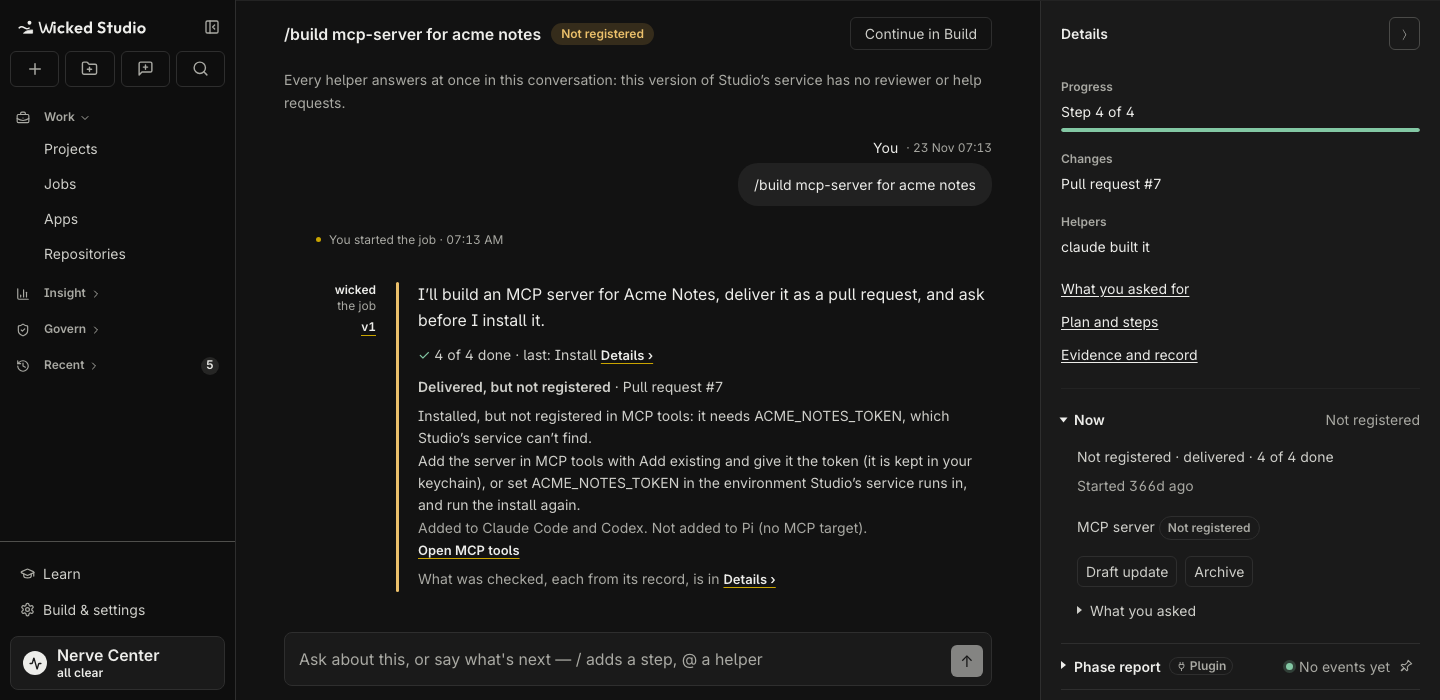 Wicked Studio
Work
Projects
Jobs
Apps
Repositories
Insight
Govern
Recent
5
Learn
Build & settings
Nerve Center
all clear
/build mcp-server for acme notes
Not registered
Continue in Build
Every helper answers at once in this conversation: this version of Studio’s service has no reviewer or help
requests.
You · 23 Nov 07:13
/build mcp-server for acme notes
You started the job · 07:13 AM
wicked
the job
v1
I’ll build an MCP server for Acme Notes, deliver it as a pull request, and ask
before I install it.
✓ 4 of 4 done · last: Install Details ›
Delivered, but not registered · Pull request #7
Installed, but not registered in MCP tools: it needs ACME_NOTES_TOKEN, which
Studio’s service can’t find.
Add the server in MCP tools with Add existing and give it the token (it is kept in your
keychain), or set ACME_NOTES_TOKEN in the environment Studio’s service runs in,
and run the install again.
Added to Claude Code and Codex. Not added to Pi (no MCP target).
Open MCP tools
What was checked, each from its record, is in Details ›
Ask about this, or say what's next — / adds a step, @ a helper
Details
Progress
Step 4 of 4
Changes
Pull request #7
Helpers
claude built it
What you asked for
Plan and steps
Evidence and record
Now
Not registered
Not registered · delivered · 4 of 4 done
Started 366d ago
MCP server Not registered
Draft update
Archive
What you asked
Phase report
Plugin
No events yet